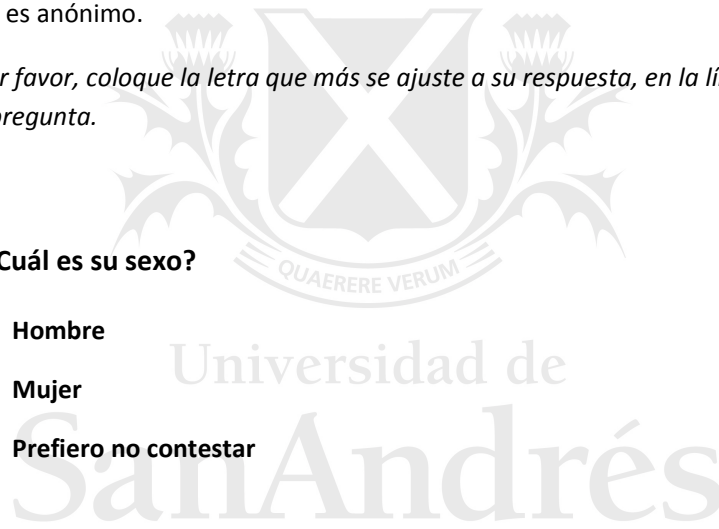 es anónimo.
r favor, coloque la letra que más se ajuste a su respuesta, en la lí
pregunta.
Cuál es su sexo?
QUAERERE VERUM
Hombre
Universidad de
Mujer
Prefiero no contestar
SanAndrés